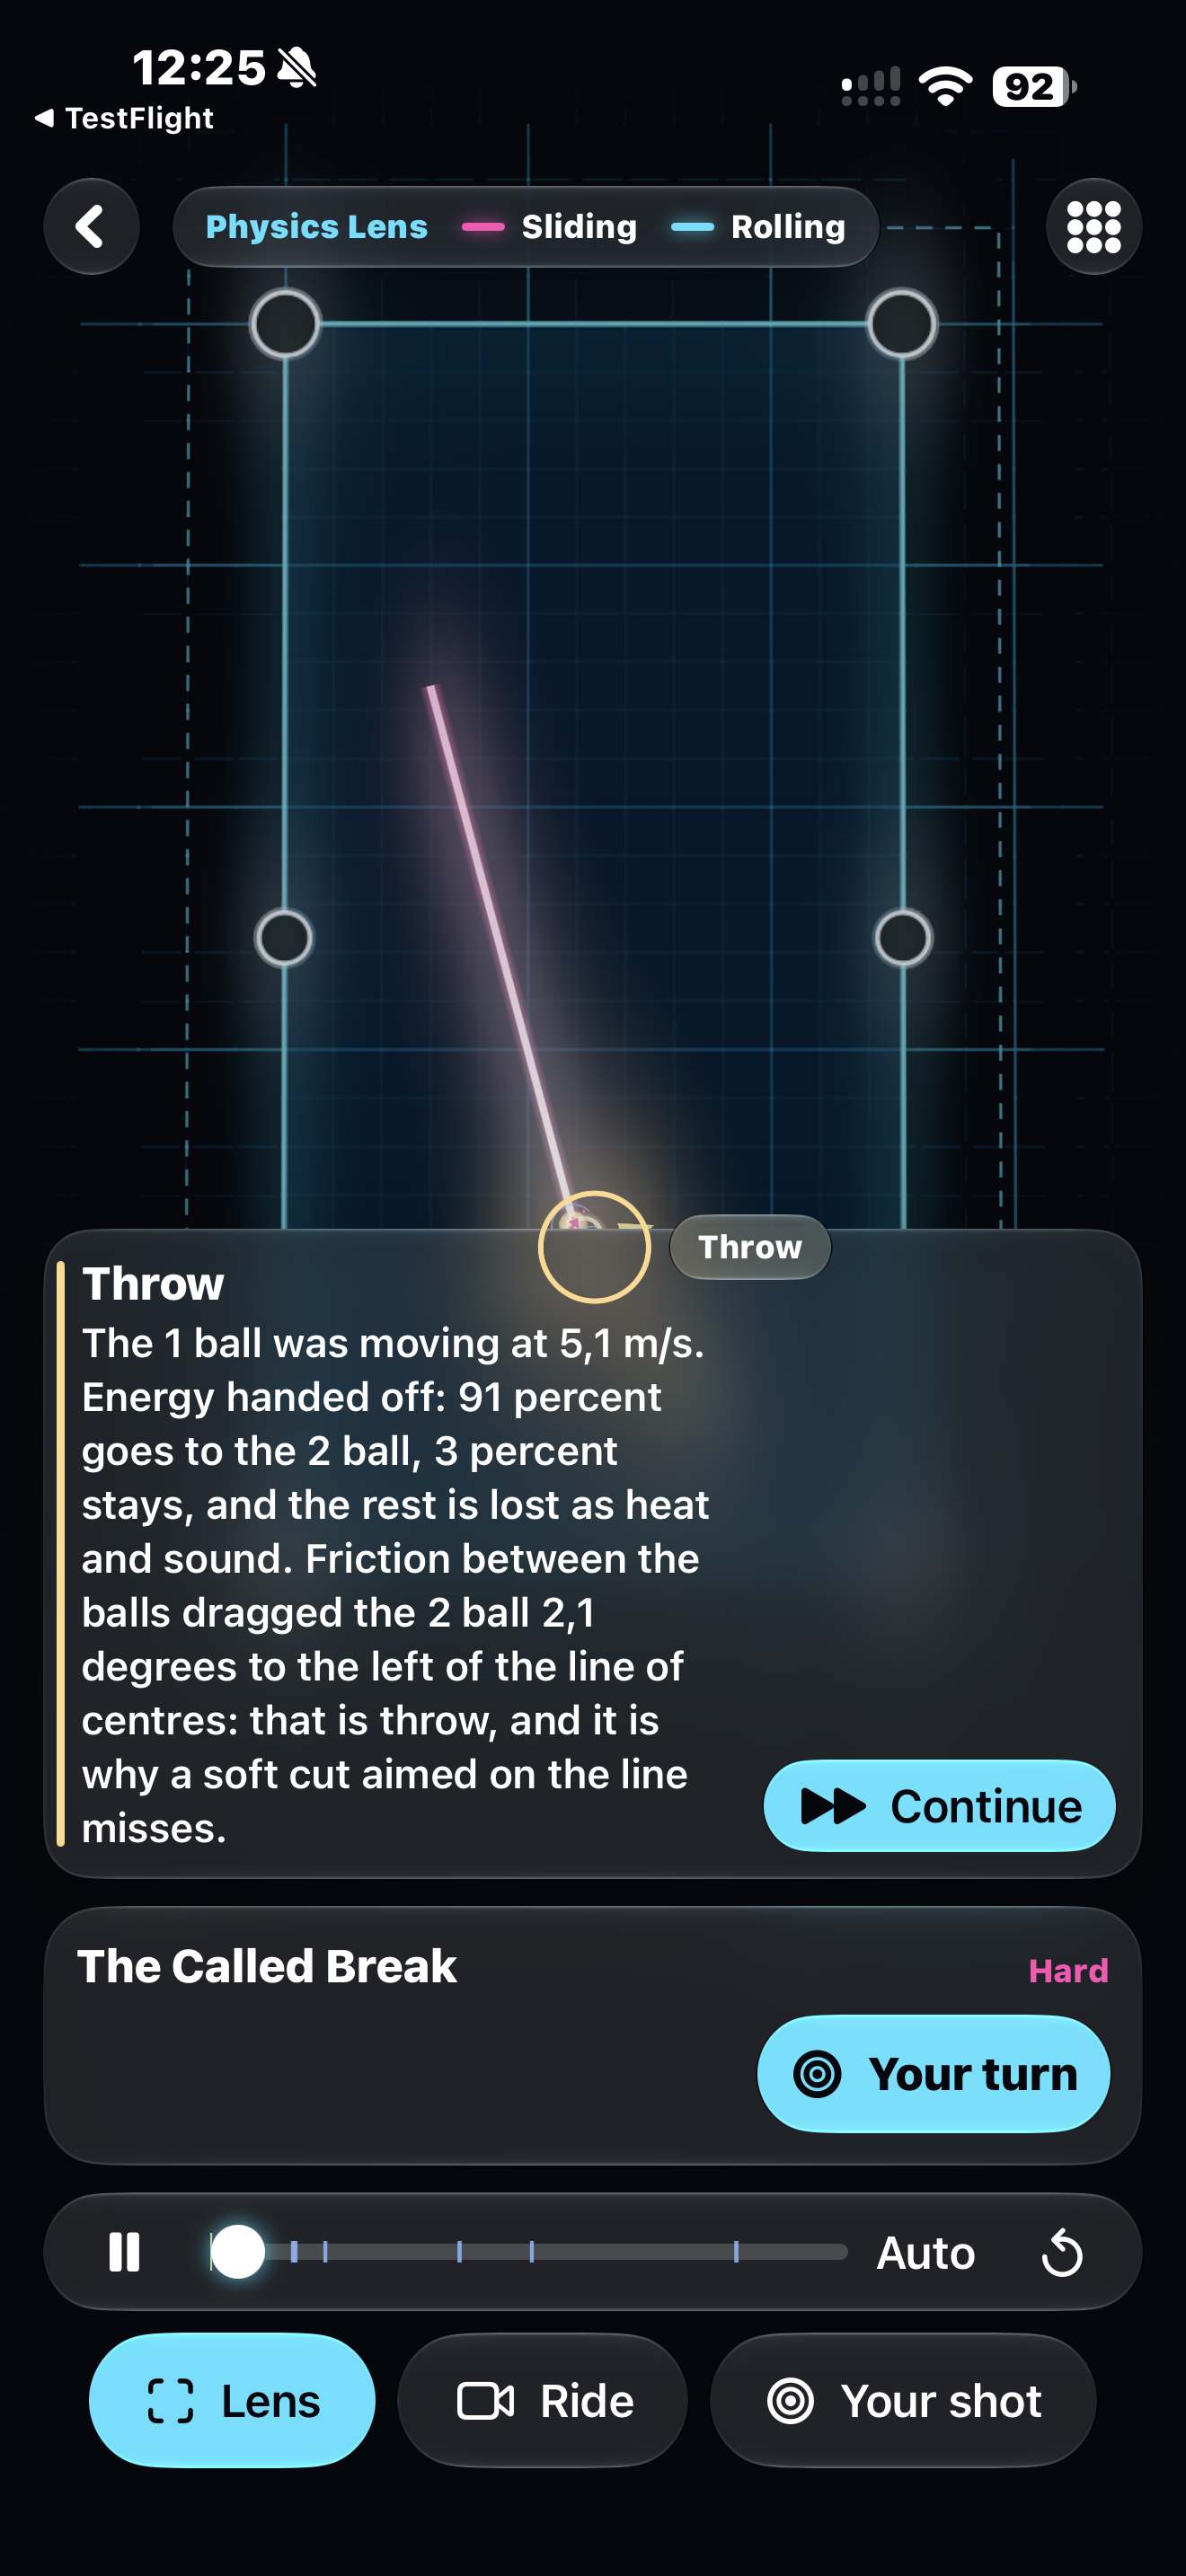 12:25
92
TestFlight
Physics Lens Sliding Rolling
Throw
Throw
The 1 ball was moving at 5,1 m/s.
Energy handed off: 91 percent
goes to the 2 ball, 3 percent
stays, and the rest is lost as heat
and sound. Friction between the
balls dragged the 2 ball 2,1
degrees to the left of the line of
centres: that is throw, and it is
why a soft cut aimed on the line
misses.
Continue
The Called Break
Hard
Your turn
Auto
Lens
Ride
Your shot